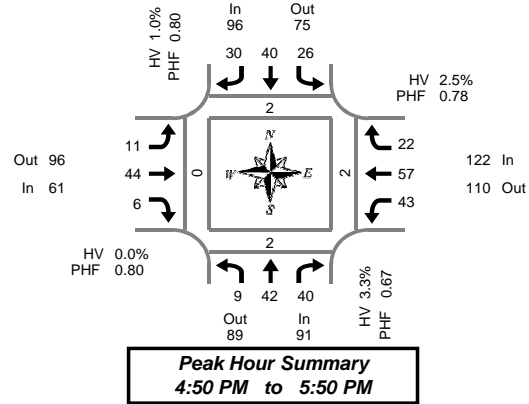 In Out
96 75
HV 1.0%
PHF 0.80
30 40 26
HV 2.5%
PHF 0.78
2
11
44
6
Out 96
In 61
0
N
W E
S
2
22
57
43
122 In
110 Out
2
HV 0.0%
PHF 0.80
9 42 40
HV 3.3%
PHF 0.67
Out In
89 91
Peak Hour Summary
4:50 PM to 5:50 PM